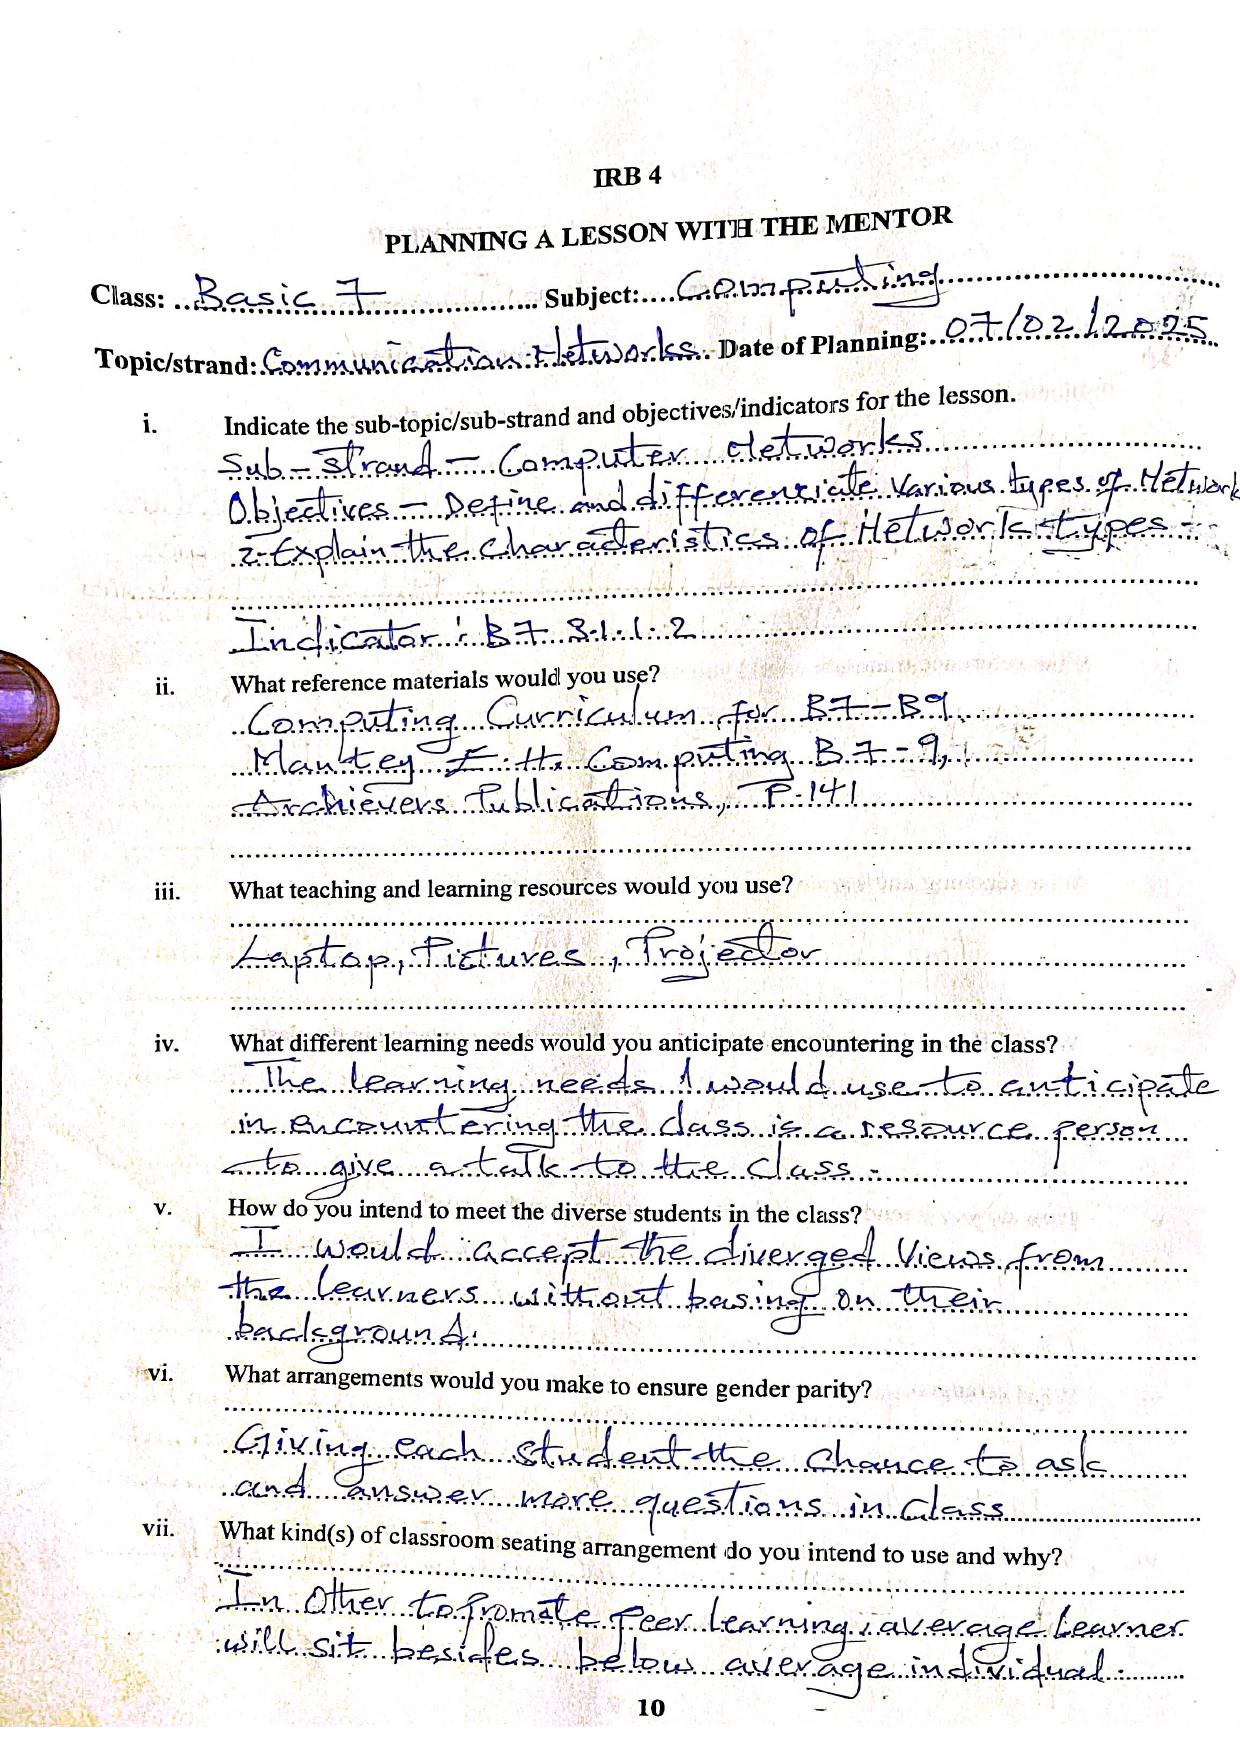 IRB 4
PLANNING A LESSON WITH THE MENTOR
Class: Basic 7 Subject: Computing
Topic/strand: Communication Networks Date of Planning: 07/02/2025
i. Indicate the sub-topic/sub-strand and objectives/indicators for the lesson.
Sub-strand - Computer Networks
Objectives - Define and differenciate various types of Network
2- Explain the characteristics of Network types -
Indicator: B7. 3.1.1.2
ii. What reference materials would you use?
Computing Curriculum for B7-B9
E.H. Computing B7-9,
Archievers Publications, P.141
iii. What teaching and learning resources would you use?
Laptop, Pictures, Projector
iv. What different learning needs would you anticipate encountering in the class?
The learning needs I would use to anticipate
in encountering the class is a resource person
to give a talk to the class.
v. How do you intend to meet the diverse students in the class?
I would accept the diverged views from
the learners without basing on their
background.
vi. What arrangements would you make to ensure gender parity?
Giving each student the chance to ask
and answer more questions in class
vii. What kind(s) of classroom seating arrangement do you intend to use and why?
In other to promote peer learning, average learner
will sit besides below average individual.
10